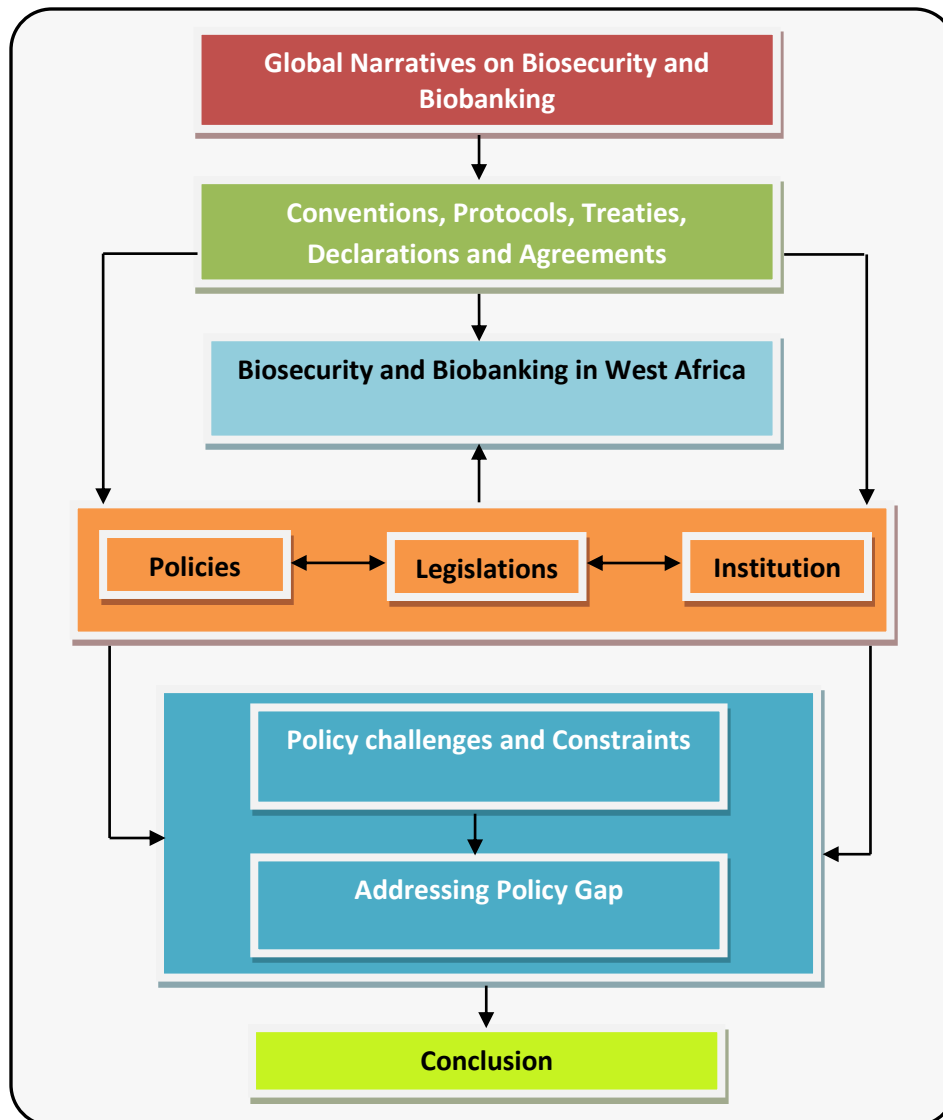 Global Narratives on Biosecurity and
Biobanking
Conventions, Protocols, Treaties,
Declarations and Agreements
Biosecurity and Biobanking in West Africa
Policies
Legislations
Institution
Policy challenges and Constraints
Addressing Policy Gap
Conclusion